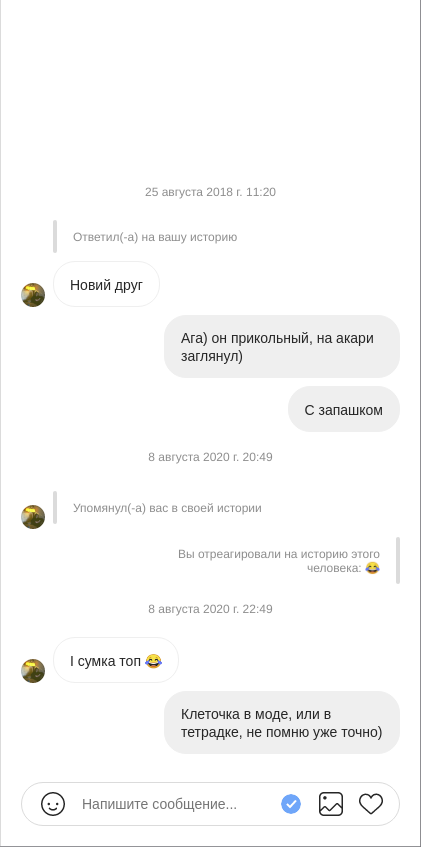 25 августа 2018 г. 11:20
Ответил(-а) на вашу историю
Новий друг
Ага) он прикольный, на акари
заглянул)
С запашком
8 августа 2020 г. 20:49
Упомянул(-а) вас в своей истории
Вы отреагировали на историю этого
человека: 😂
8 августа 2020 г. 22:49
І сумка топ 😂
Клеточка в моде, или в
тетрадке, не помню уже точно)
Напишите сообщение...